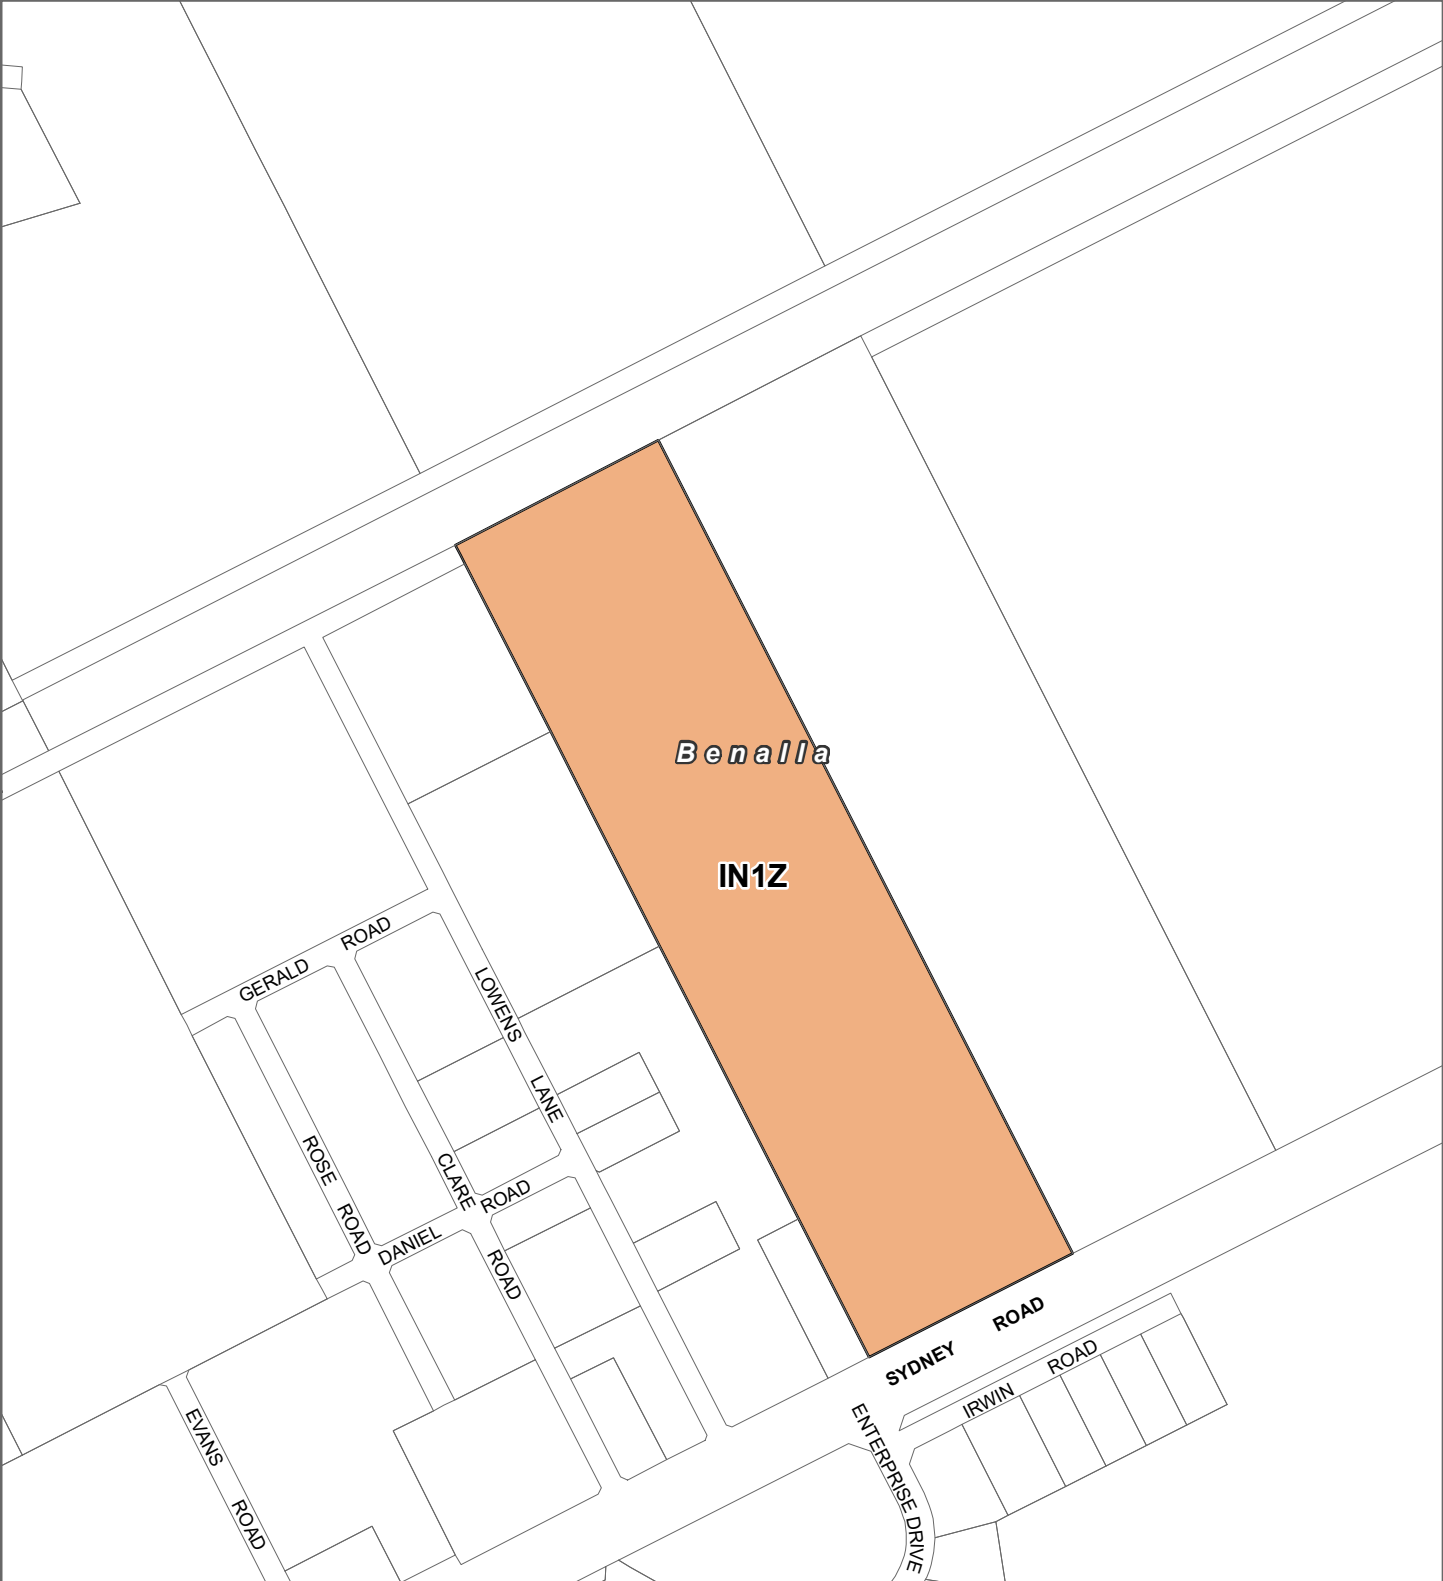 Benalla
IN1Z
GERALD ROAD
LOWENS LANE
ROSE ROAD
CLARE ROAD
DANIEL ROAD
SYDNEY ROAD
IRWIN ROAD
ENTERPRISE DRIVE
EVANS ROAD